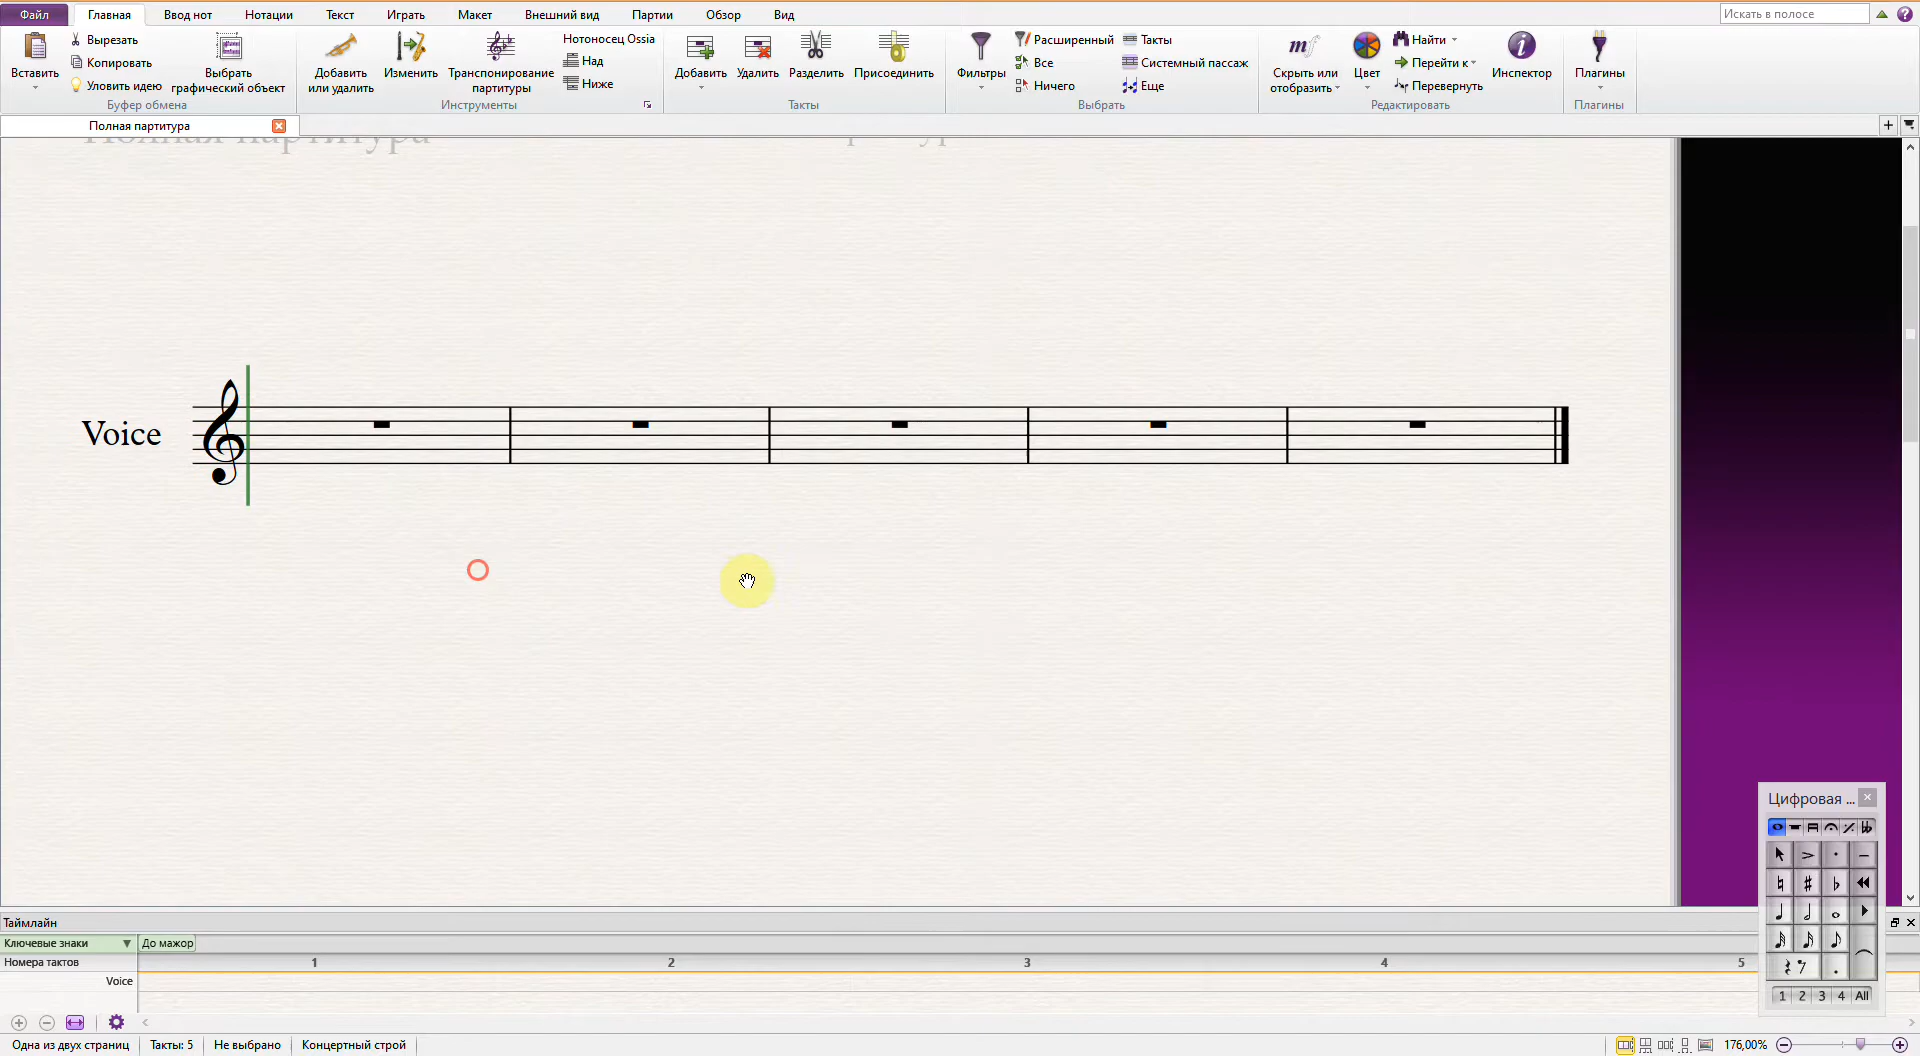 Файл Главная Ввод нот Нотации Текст Играть Макет Внешний вид Партии Обзор Вид Искать в полосе
Вставить
Вырезать
Копировать
Уловить идею
Выбрать
графический объект
Буфер обмена
Добавить
или удалить
Изменить
Транспонирование
партитуры
Нотоносец Ossia
Над
Ниже
Инструменты
Добавить
Удалить
Разделить
Присоединить
Такты
Фильтры
Расширенный
Все
Ничего
Такты
Системный пассаж
Еще
Выбрать
Скрыть или
отобразить
Цвет
Найти
Перейти к
Перевернуть
Инспектор
Редактировать
Плагины
Плагины
Полная партитура
Полная партитура
Voice
Цифровая ...
1 2 3 4 All
Таймлайн
Ключевые знаки До мажор
Номера тактов 1 2 3 4 5
Voice
Одна из двух страниц Такты: 5 Не выбрано Концертный строй 176,00%